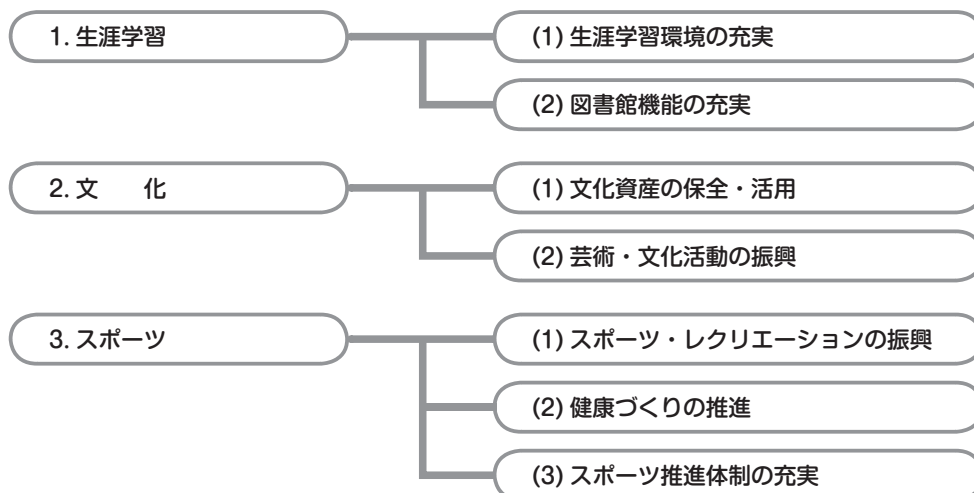 1. 生涯学習
(1) 生涯学習環境の充実
(2) 図書館機能の充実
2. 文　　化
(1) 文化資産の保全・活用
(2) 芸術・文化活動の振興
3. スポーツ
(1) スポーツ・レクリエーションの振興
(2) 健康づくりの推進
(3) スポーツ推進体制の充実